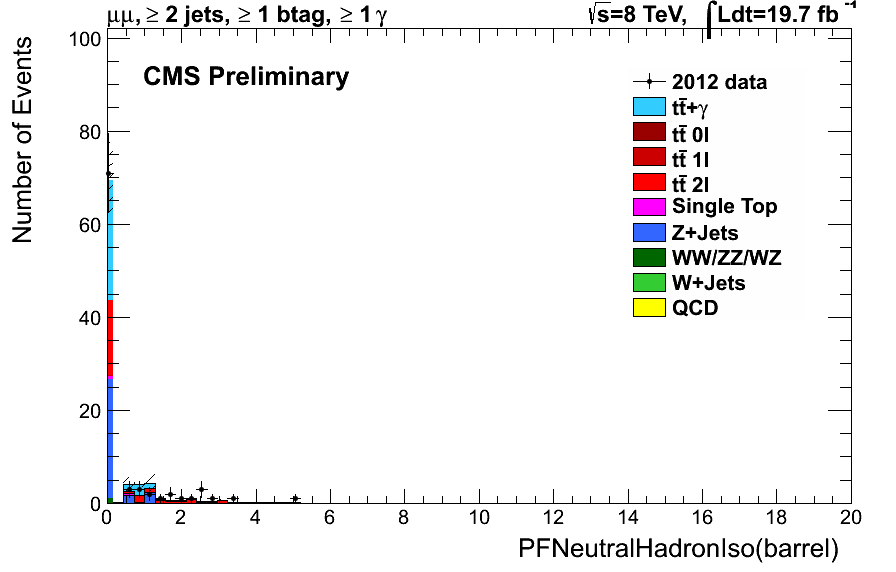 μμ, ≥ 2 jets, ≥ 1 btag, ≥ 1 γ
√s=8 TeV, ∫Ldt=19.7 fb⁻¹
CMS Preliminary
2012 data
tt̄+γ
tt̄ 0l
tt̄ 1l
tt̄ 2l
Single Top
Z+Jets
WW/ZZ/WZ
W+Jets
QCD
Number of Events
100
80
60
40
20
0
0 2 4 6 8 10 12 14 16 18 20
PFNeutralHadronIso(barrel)